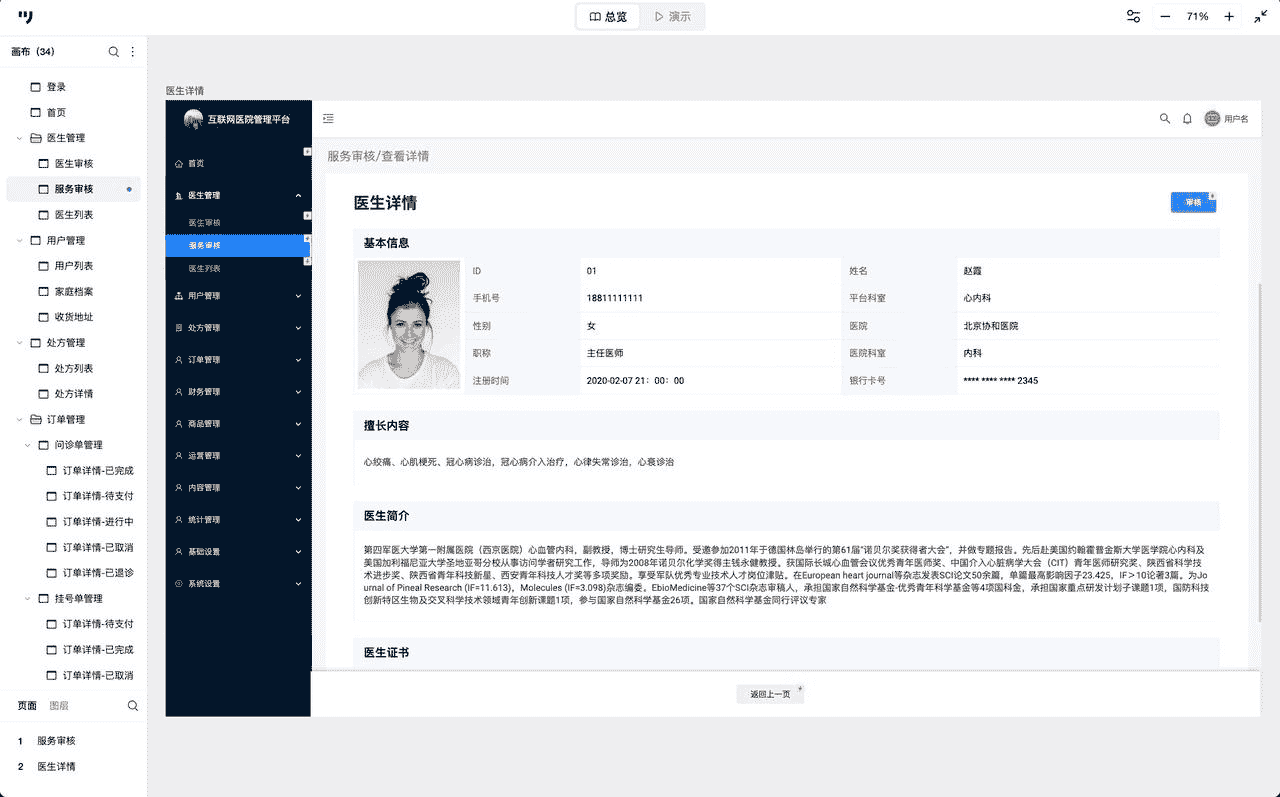 总览
演示
71%
画布（34）
登录
首页
医生管理
医生审核
服务审核
医生列表
用户管理
用户列表
家庭档案
收货地址
处方管理
处方列表
处方详情
订单管理
问诊单管理
订单详情-已完成
订单详情-待支付
订单详情-进行中
订单详情-已取消
订单详情-已退诊
挂号单管理
订单详情-待支付
订单详情-已完成
订单详情-已取消
页面 图层
1 服务审核
2 医生详情
医生详情
互联网医院管理平台
首页
医生管理
医生审核
服务审核
医生列表
用户管理
处方管理
订单管理
财务管理
商品管理
运营管理
内容管理
统计管理
基础设置
系统设置
用户名
服务审核/查看详情
医生详情
审核
基本信息
ID 01 姓名 赵霞
手机号 18811111111 平台科室 心内科
性别 女 医院 北京协和医院
职称 主任医师 医院科室 内科
注册时间 2020-02-07 21：00：00 银行卡号 **** **** **** 2345
擅长内容
心绞痛、心肌梗死、冠心病诊治，冠心病介入治疗，心律失常诊治，心衰诊治
医生简介
第四军医大学第一附属医院（西京医院）心血管内科，副教授，博士研究生导师。受邀参加2011年于德国林岛举行的第61届“诺贝尔奖获得者大会”，并做专题报告。先后赴美国约翰霍普金斯大学医学院心内科及
美国加利福尼亚大学圣地亚哥分校从事访问学者研究工作，导师为2008年诺贝尔化学奖得主钱永健教授。获国际长城心血管会议优秀青年医师奖、中国介入心脏病学大会（CIT）青年医师研究奖、陕西省科学技
术进步奖、陕西省青年科技新星、西安青年科技人才奖等多项奖励。享受军队优秀专业技术人才岗位津贴。在European heart journal等杂志发表SCI论文50余篇，单篇最高影响因子23.425，IF＞10论著3篇。为Jo
urnal of Pineal Research (IF=11.613)，Molecules (IF=3.098)杂志编委。EbioMedicine等37个SCI杂志审稿人，承担国家自然科学基金-优秀青年科学基金等4项国科金，承担国家重点研发计划子课题1项，国防科技
创新特区生物及交叉科学技术领域青年创新课题1项，参与国家自然科学基金26项。国家自然科学基金同行评议专家
医生证书
返回上一页